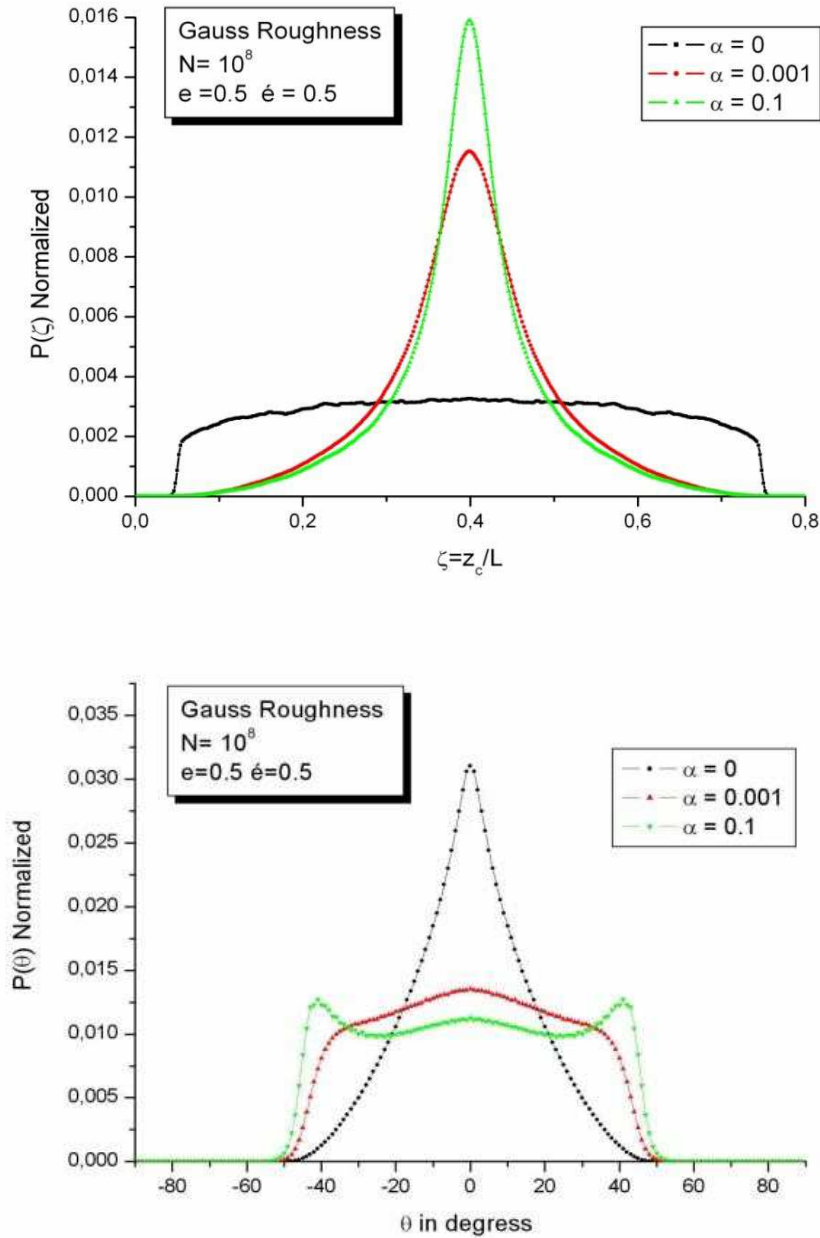 Gauss Roughness
N= 10⁸
e =0.5 é = 0.5
α = 0
α = 0.001
α = 0.1
0,016
0,014
0,012
0,010
0,008
0,006
0,004
0,002
0,000
P(ζ) Normalized
0,0 0,2 0,4 0,6 0,8
ζ=z_c/L
Gauss Roughness
N= 10⁸
e=0.5 é=0.5
α = 0
α = 0.001
α = 0.1
0,035
0,030
0,025
0,020
0,015
0,010
0,005
0,000
P(θ) Normalized
-80 -60 -40 -20 0 20 40 60 80
θ in degress